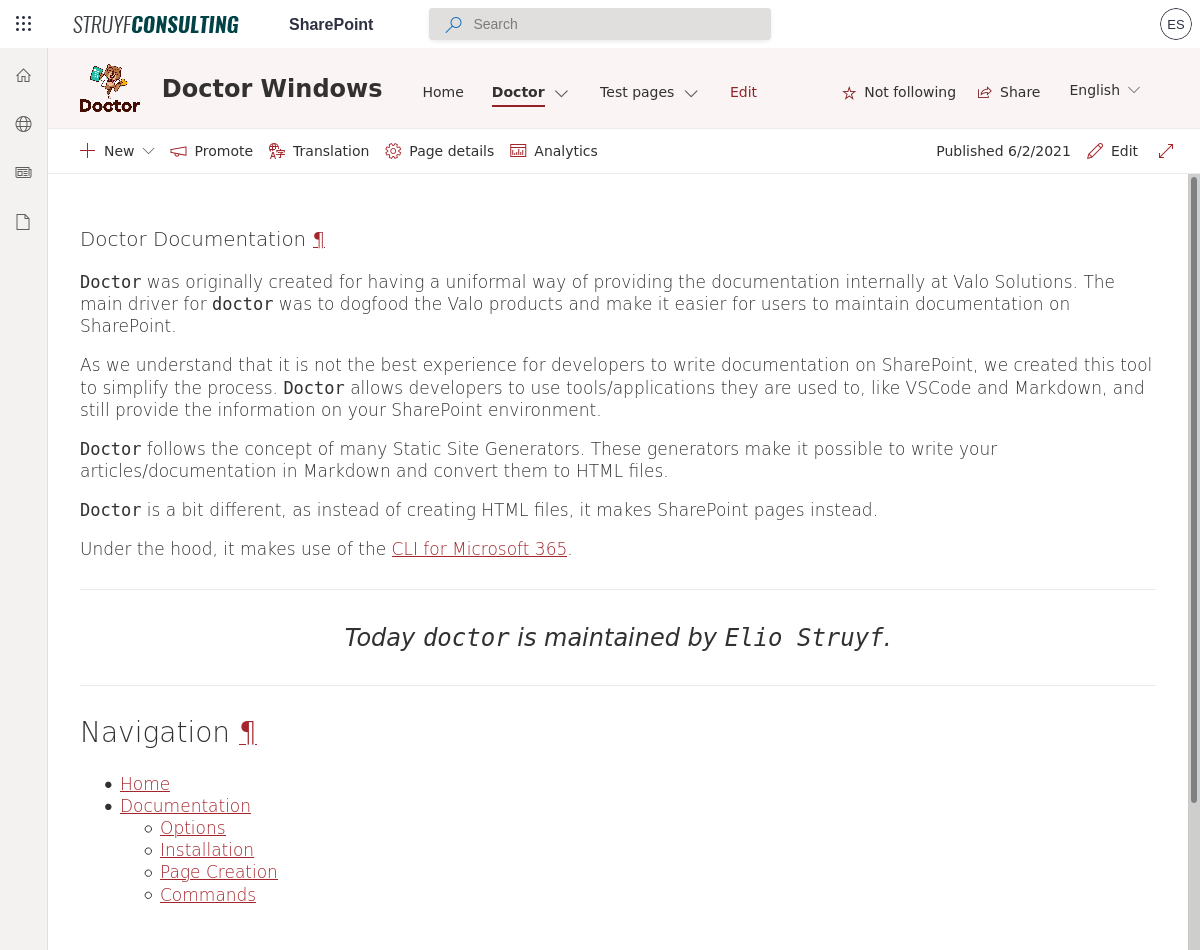 STRUYFCONSULTING SharePoint Search ES
Doctor
Doctor Windows Home Doctor Test pages Edit Not following Share English
New Promote Translation Page details Analytics Published 6/2/2021 Edit
Doctor Documentation ¶
Doctor was originally created for having a uniformal way of providing the documentation internally at Valo Solutions. The
main driver for doctor was to dogfood the Valo products and make it easier for users to maintain documentation on
SharePoint.
As we understand that it is not the best experience for developers to write documentation on SharePoint, we created this tool
to simplify the process. Doctor allows developers to use tools/applications they are used to, like VSCode and Markdown, and
still provide the information on your SharePoint environment.
Doctor follows the concept of many Static Site Generators. These generators make it possible to write your
articles/documentation in Markdown and convert them to HTML files.
Doctor is a bit different, as instead of creating HTML files, it makes SharePoint pages instead.
Under the hood, it makes use of the CLI for Microsoft 365.
Today doctor is maintained by Elio Struyf.
Navigation ¶
• Home
• Documentation
◦ Options
◦ Installation
◦ Page Creation
◦ Commands